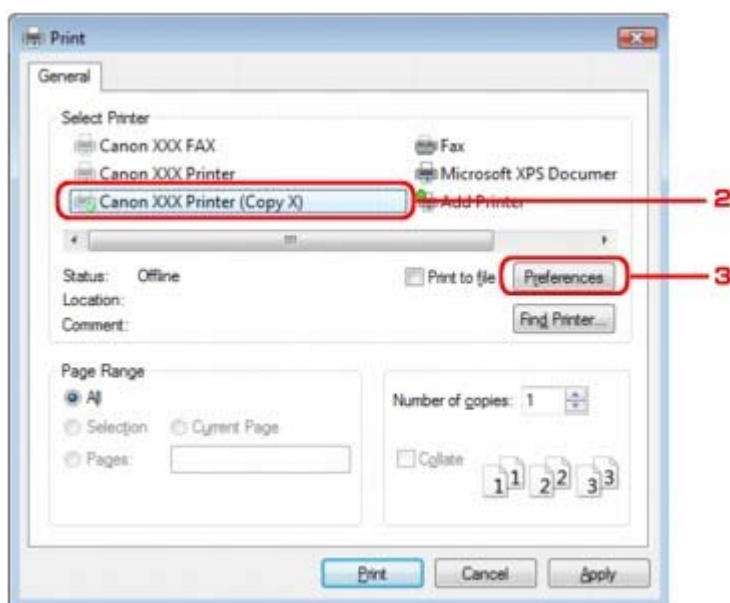 Print
General
Select Printer
Canon XXX FAX
Fax
Canon XXX Printer
Microsoft XPS Documer
Canon XXX Printer (Copy X)
Add Printer
2
Status: Offline
Print to file
Preferences
3
Location:
Comment:
Find Printer...
Page Range
All
Number of copies: 1
Selection
Current Page
Pages:
Collate
1 1 2 2 3 3
Print
Cancel
Apply